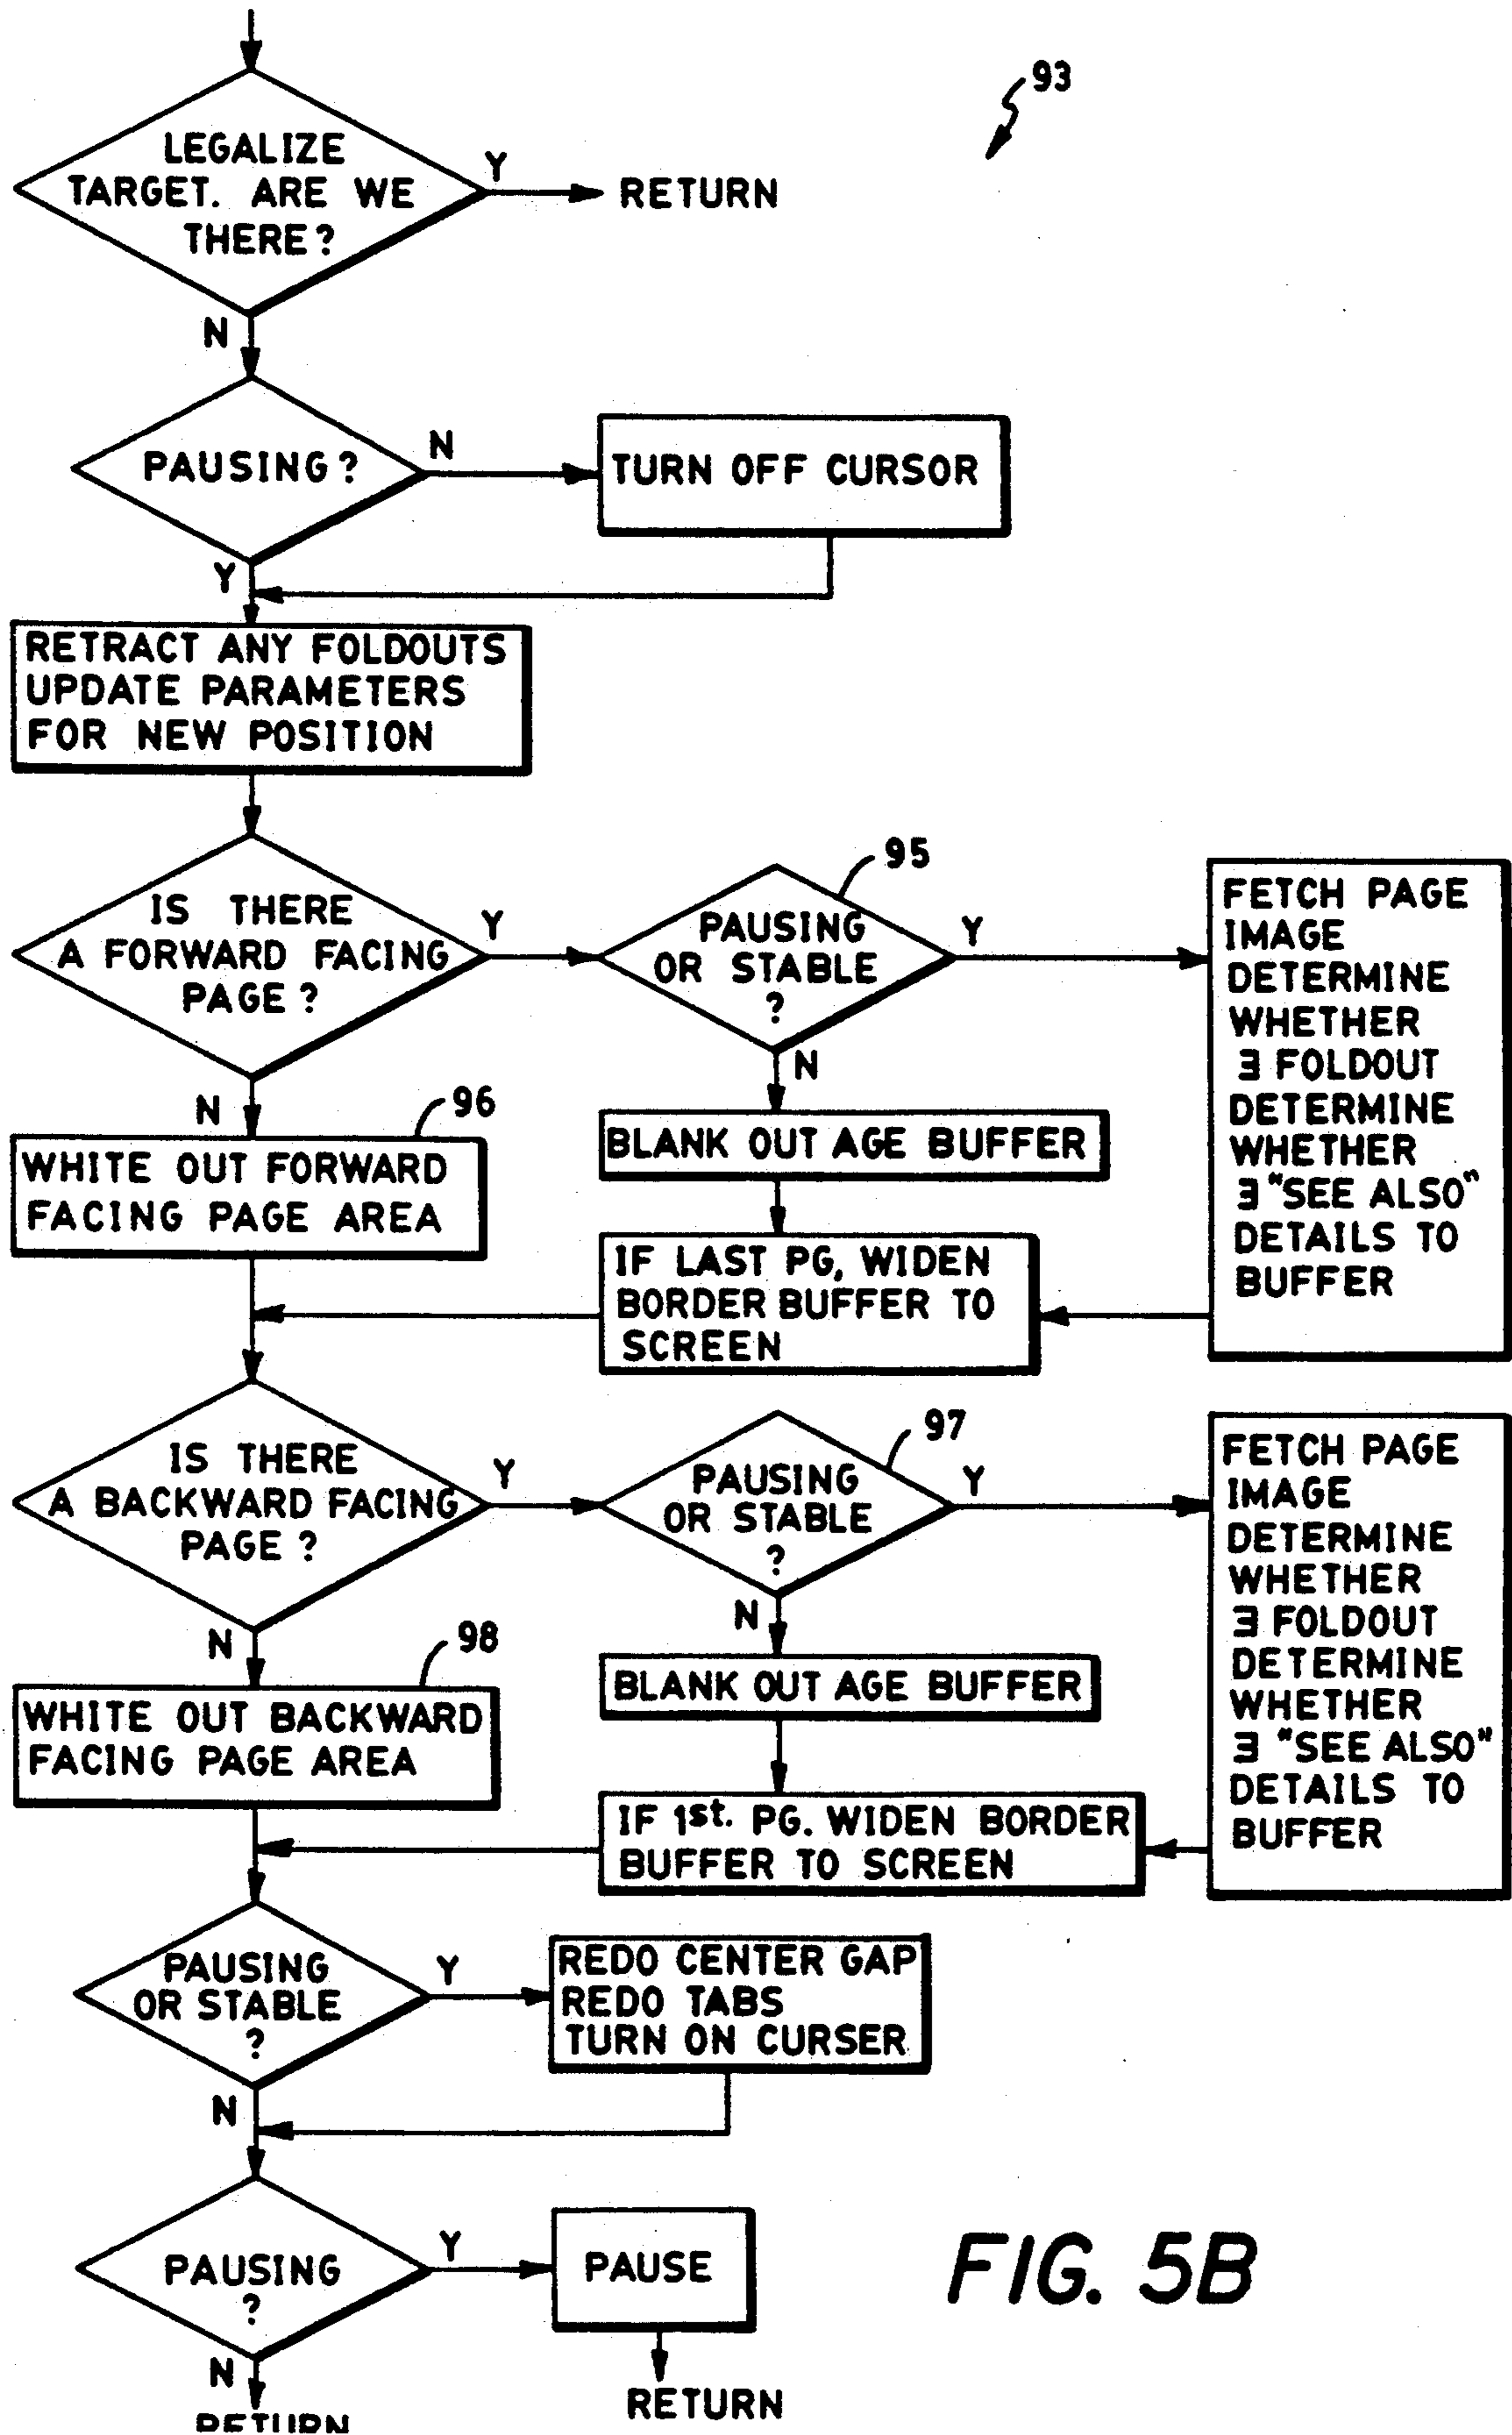 93
LEGALIZE
TARGET. ARE WE
THERE?
Y
RETURN
N
PAUSING?
N
TURN OFF CURSOR
Y
RETRACT ANY FOLDOUTS
UPDATE PARAMETERS
FOR NEW POSITION
IS THERE
A FORWARD FACING
PAGE?
Y
95
PAUSING
OR STABLE
?
Y
FETCH PAGE
IMAGE
DETERMINE
WHETHER
∃ FOLDOUT
DETERMINE
WHETHER
∃ "SEE ALSO"
DETAILS TO
BUFFER
N
N
96
WHITE OUT FORWARD
FACING PAGE AREA
BLANK OUT AGE BUFFER
IF LAST PG, WIDEN
BORDER BUFFER TO
SCREEN
IS THERE
A BACKWARD FACING
PAGE?
Y
97
PAUSING
OR STABLE
?
Y
FETCH PAGE
IMAGE
DETERMINE
WHETHER
∃ FOLDOUT
DETERMINE
WHETHER
∃ "SEE ALSO"
DETAILS TO
BUFFER
N
N
98
WHITE OUT BACKWARD
FACING PAGE AREA
BLANK OUT AGE BUFFER
IF 1st. PG. WIDEN BORDER
BUFFER TO SCREEN
PAUSING
OR STABLE
?
Y
REDO CENTER GAP
REDO TABS
TURN ON CURSER
N
PAUSING
?
Y
PAUSE
N
RETURN
RETURN
FIG. 5B